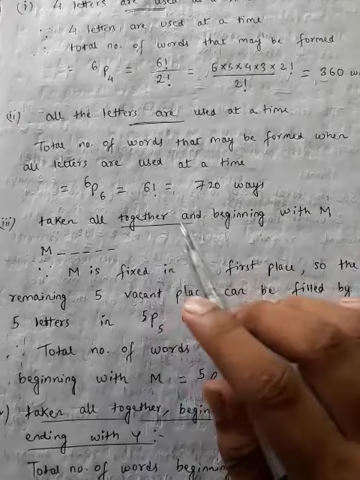 (i) 4 letters are used at a time
∵ 4 letters are used at a time
∴ Total no. of words that may be formed
= ⁶P₄ = 6!/2! = 6×5×4×3×2!/2! = 360
(ii) all the letters are used at a time
Total no. of words that may be formed when
all letters are used at a time
= ⁶P₆ = 6! = 720 ways
(iii) taken all together and beginning with M
M _ _ _ _ _
∵ M is fixed in first place, so the
remaining 5 vacant can be filled by
5 letters in ⁵P₅
∴ Total no. of words
beginning with M = 5
taken all together,
ending with Y :-
Total no. of words